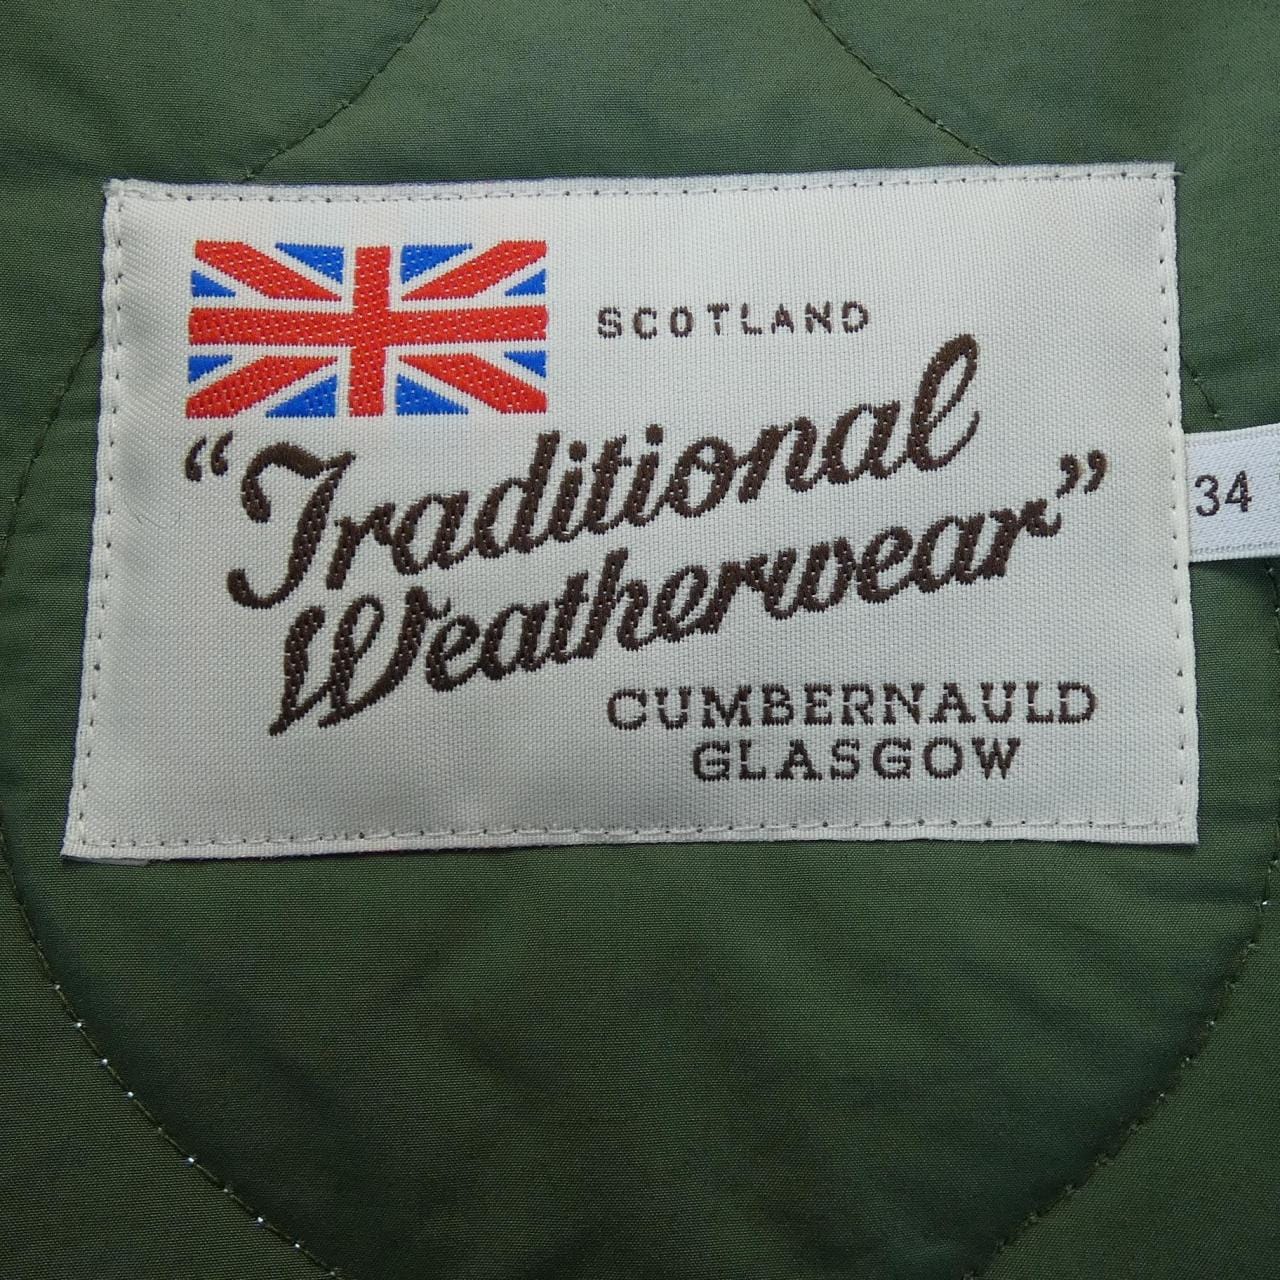 SCOTLAND
“Traditional
Weatherwear”
34
CUMBERNAULD
GLASGOW